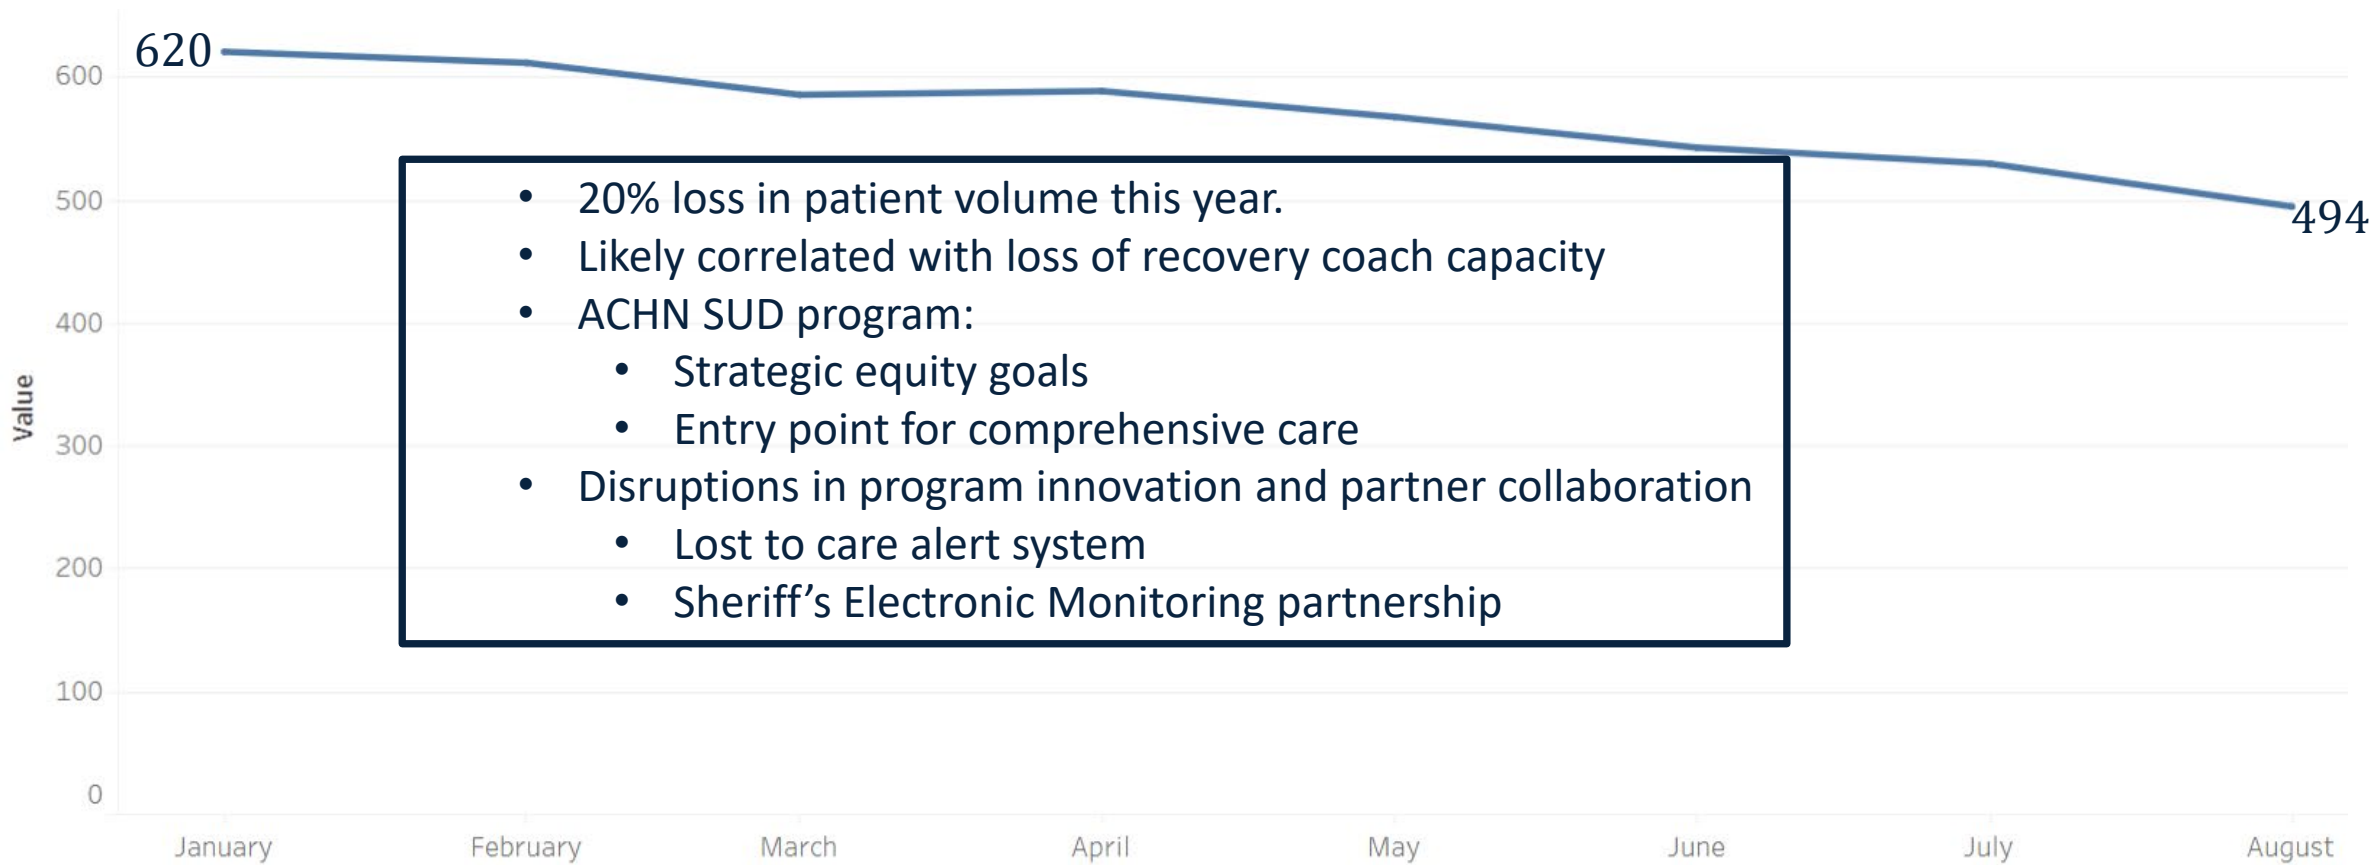 620
600
500
400
300
200
100
0
Value
494
• 20% loss in patient volume this year.
• Likely correlated with loss of recovery coach capacity
• ACHN SUD program:
• Strategic equity goals
• Entry point for comprehensive care
• Disruptions in program innovation and partner collaboration
• Lost to care alert system
• Sheriff’s Electronic Monitoring partnership
January February March April May June July August